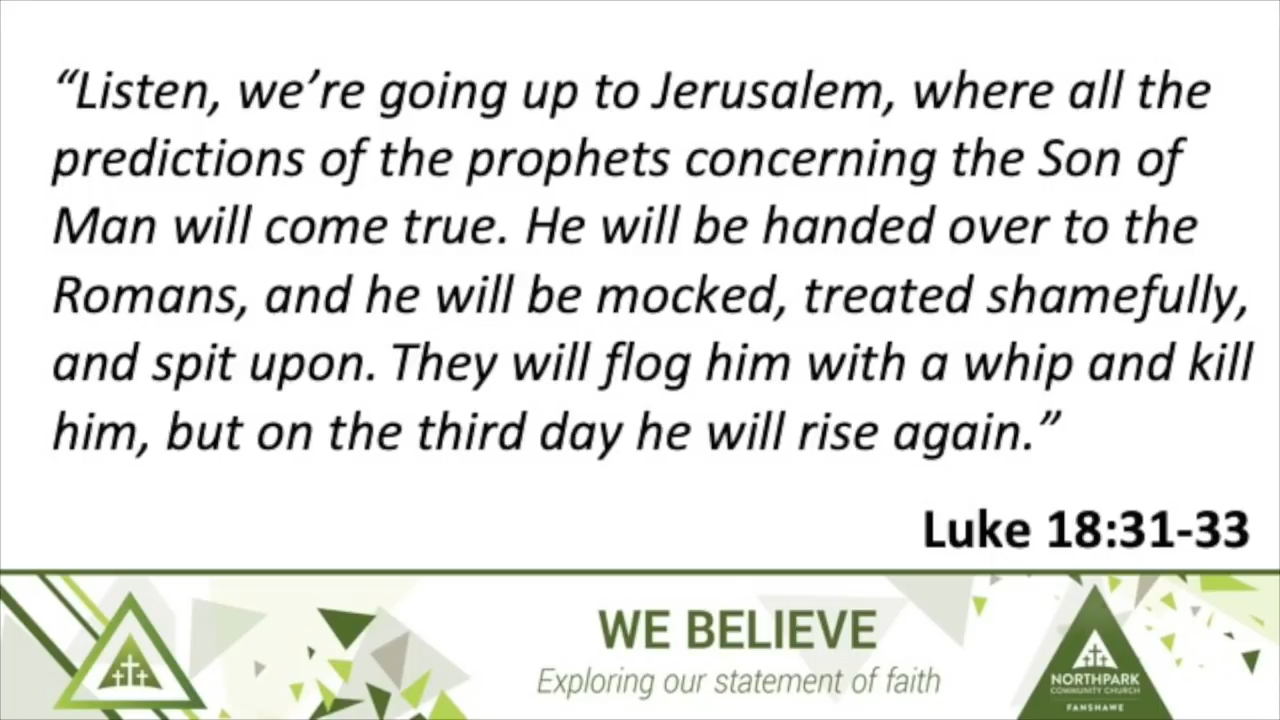 “Listen, we’re going up to Jerusalem, where all the
predictions of the prophets concerning the Son of
Man will come true. He will be handed over to the
Romans, and he will be mocked, treated shamefully,
and spit upon. They will flog him with a whip and kill
him, but on the third day he will rise again.”
Luke 18:31-33
WE BELIEVE
Exploring our statement of faith
NORTHPARK
COMMUNITY CHURCH
FANSHAWE